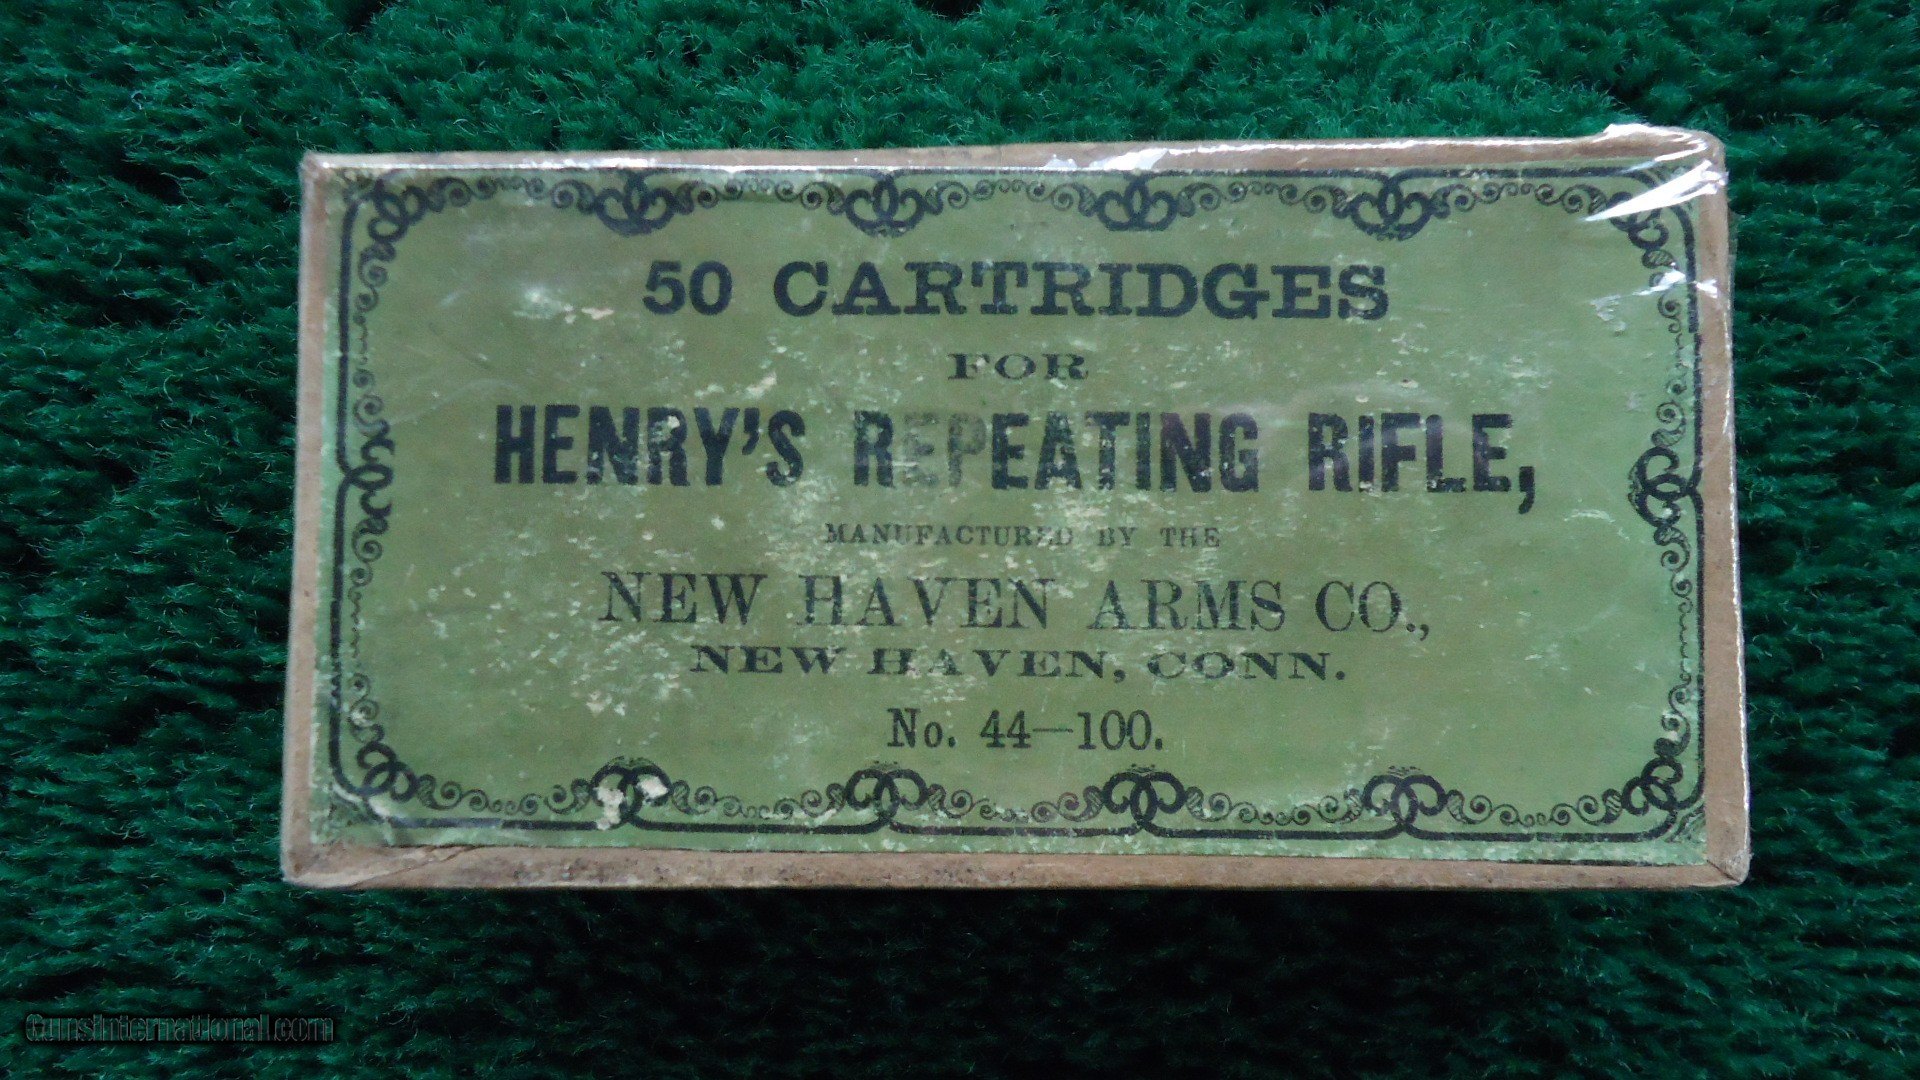 50 CARTRIDGES
FOR
HENRY'S REPEATING RIFLE,
MANUFACTURED BY THE
NEW HAVEN ARMS CO.,
NEW HAVEN, CONN.
No. 44—100.
GunsInternational.com